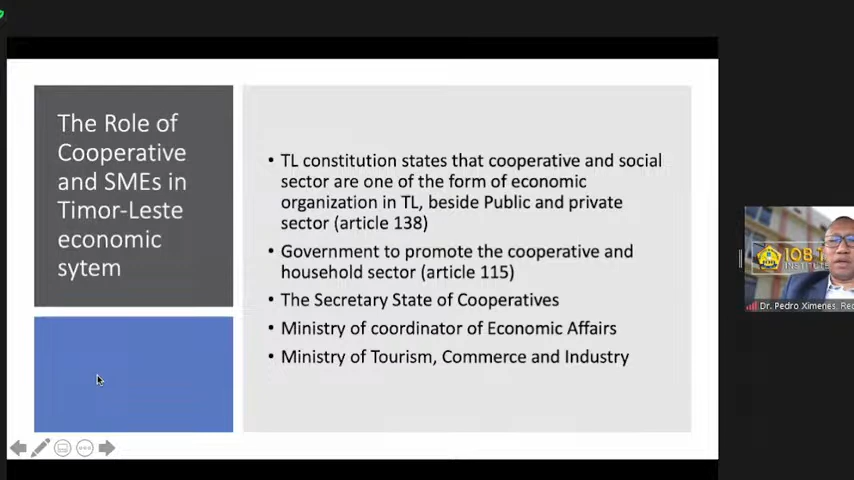 The Role of
Cooperative
and SMEs in
Timor-Leste
economic
sytem
• TL constitution states that cooperative and social
sector are one of the form of economic
organization in TL, beside Public and private
sector (article 138)
• Government to promote the cooperative and
household sector (article 115)
• The Secretary State of Cooperatives
• Ministry of coordinator of Economic Affairs
• Ministry of Tourism, Commerce and Industry
Dr. Pedro Ximenes, Rec